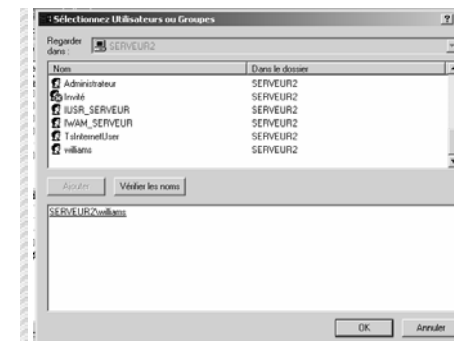 Sélectionnez Utilisateurs ou Groupes
Regarder dans : SERVEUR2
Nom Dans le dossier
Administrateur SERVEUR2
Invité SERVEUR2
IUSR_SERVEUR SERVEUR2
IWAM_SERVEUR SERVEUR2
TsInternetUser SERVEUR2
williams SERVEUR2
Ajouter Vérifier les noms
SERVEUR2\williams
OK Annuler